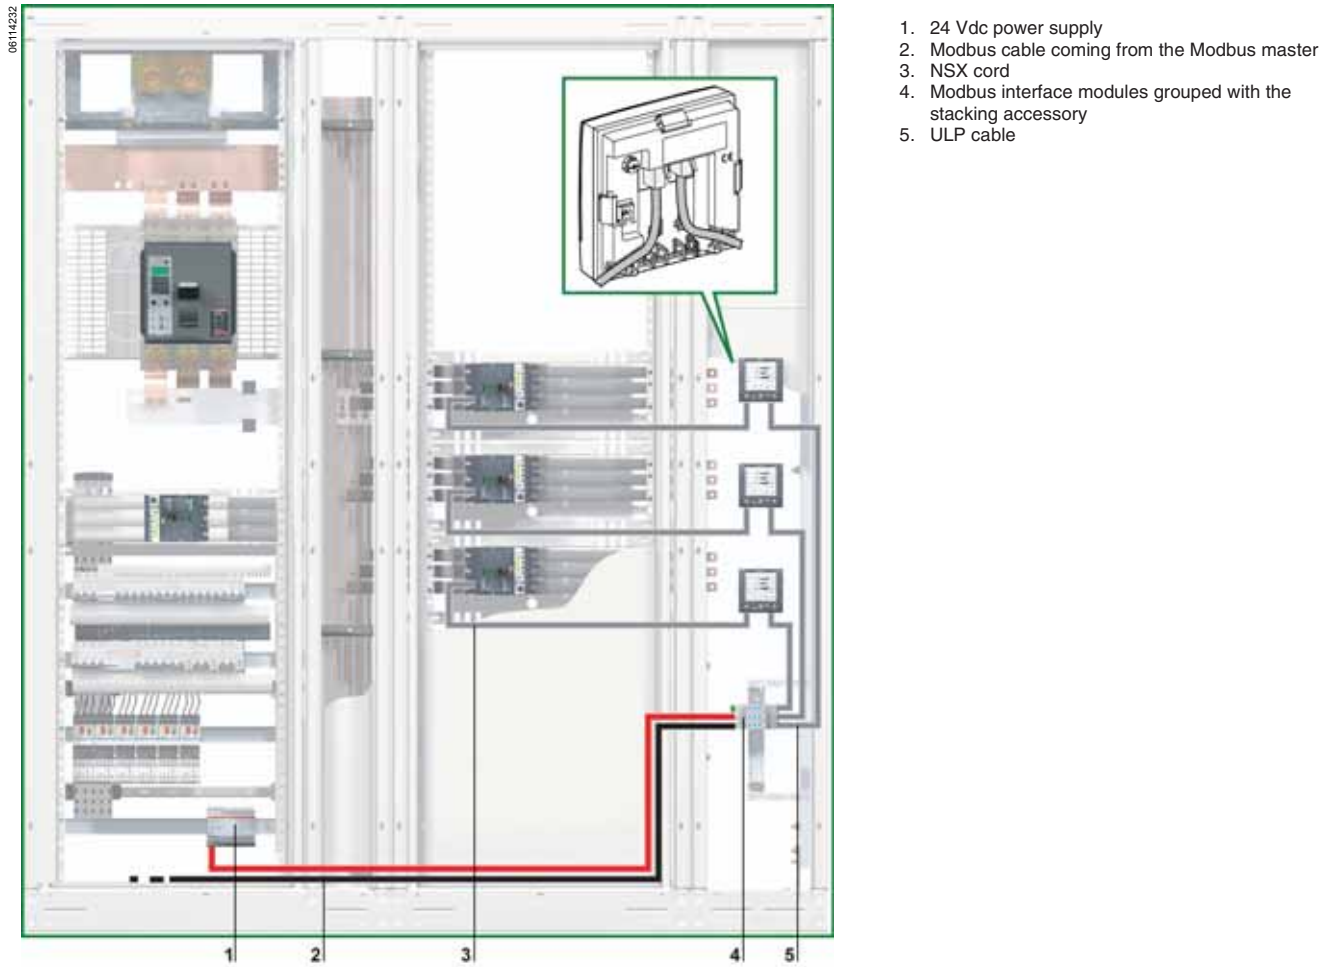 06114232
1. 24 Vdc power supply
2. Modbus cable coming from the Modbus master
3. NSX cord
4. Modbus interface modules grouped with the
stacking accessory
5. ULP cable
CE
1 2 3 4 5